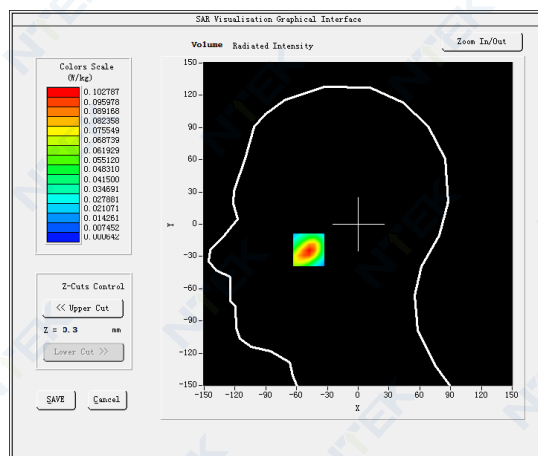 SAR Visualisation Graphical Interface
Volume Radiated Intensity
Zoom In/Out
Colors Scale
(W/kg)
0.102787
0.095978
0.089168
0.082358
0.075549
0.068739
0.061929
0.055120
0.048310
0.041500
0.034691
0.027881
0.021071
0.014261
0.007452
0.000642
Z-Cuts Control
<< Upper Cut
Z = 0.3 mm
Lower Cut >>
SAVE
Cancel
150
120
90
60
30
0
-30
-60
-90
-120
-150
Y
-150 -120 -90 -60 -30 0 30 60 90 120 150
X
NTEK